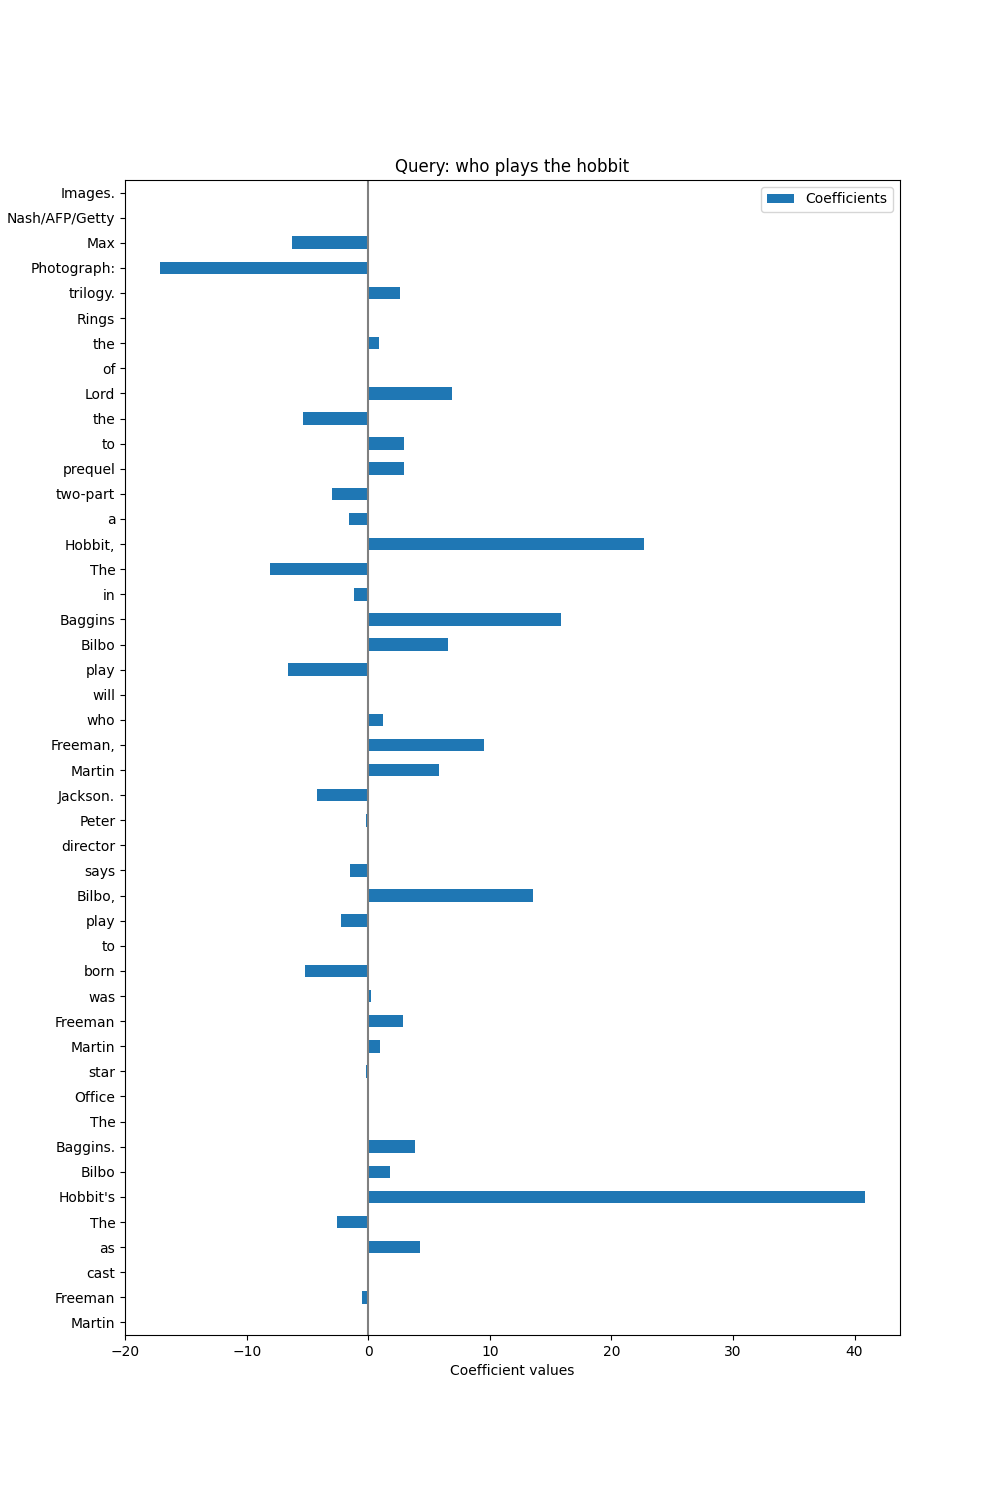 Query: who plays the hobbit
Coefficients
Images.
Nash/AFP/Getty
Max
Photograph:
trilogy.
Rings
the
of
Lord
the
to
prequel
two-part
a
Hobbit,
The
in
Baggins
Bilbo
play
will
who
Freeman,
Martin
Jackson.
Peter
director
says
Bilbo,
play
to
born
was
Freeman
Martin
star
Office
The
Baggins.
Bilbo
Hobbit's
The
as
cast
Freeman
Martin
−20 −10 0 10 20 30 40
Coefficient values